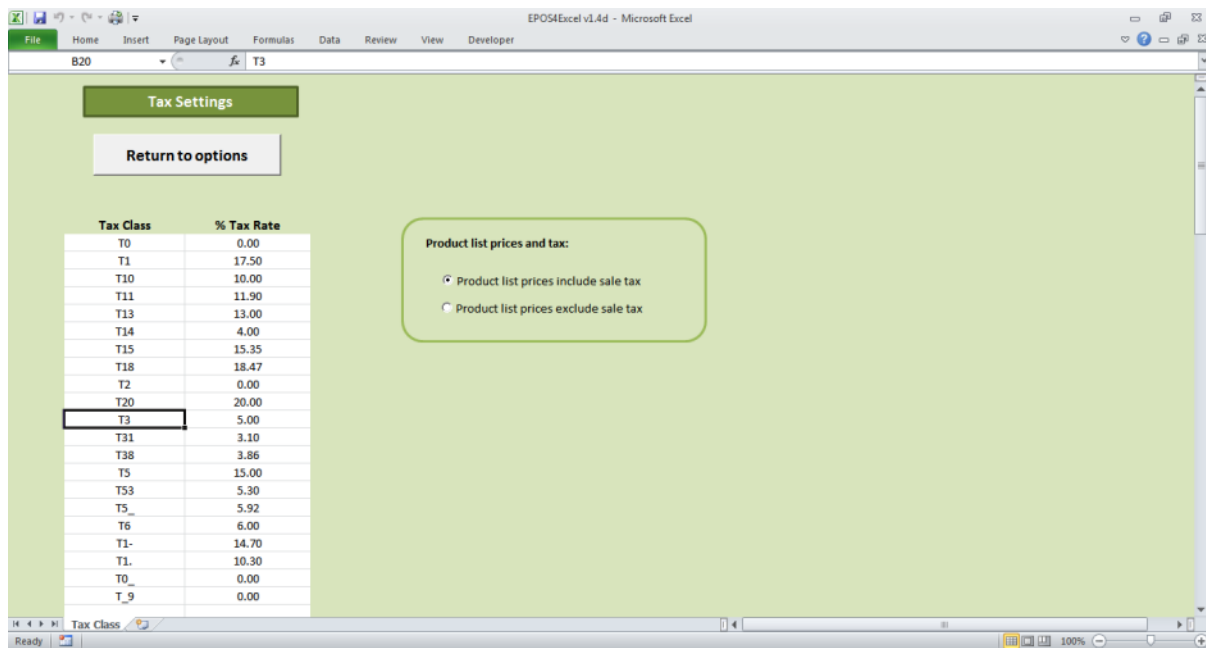 EPOS4Excel v1.4d - Microsoft Excel
File Home Insert Page Layout Formulas Data Review View Developer
B20 fx T3
Tax Settings
Return to options
Tax Class % Tax Rate
T0 0.00
T1 17.50
T10 10.00
T11 11.90
T13 13.00
T14 4.00
T15 15.35
T18 18.47
T2 0.00
T20 20.00
T3 5.00
T31 3.10
T38 3.86
T5 15.00
T53 5.30
T5_ 5.92
T6 6.00
T1- 14.70
T1. 10.30
T0_ 0.00
T_9 0.00
Product list prices and tax:
Product list prices include sale tax
Product list prices exclude sale tax
Tax Class
Ready 100%